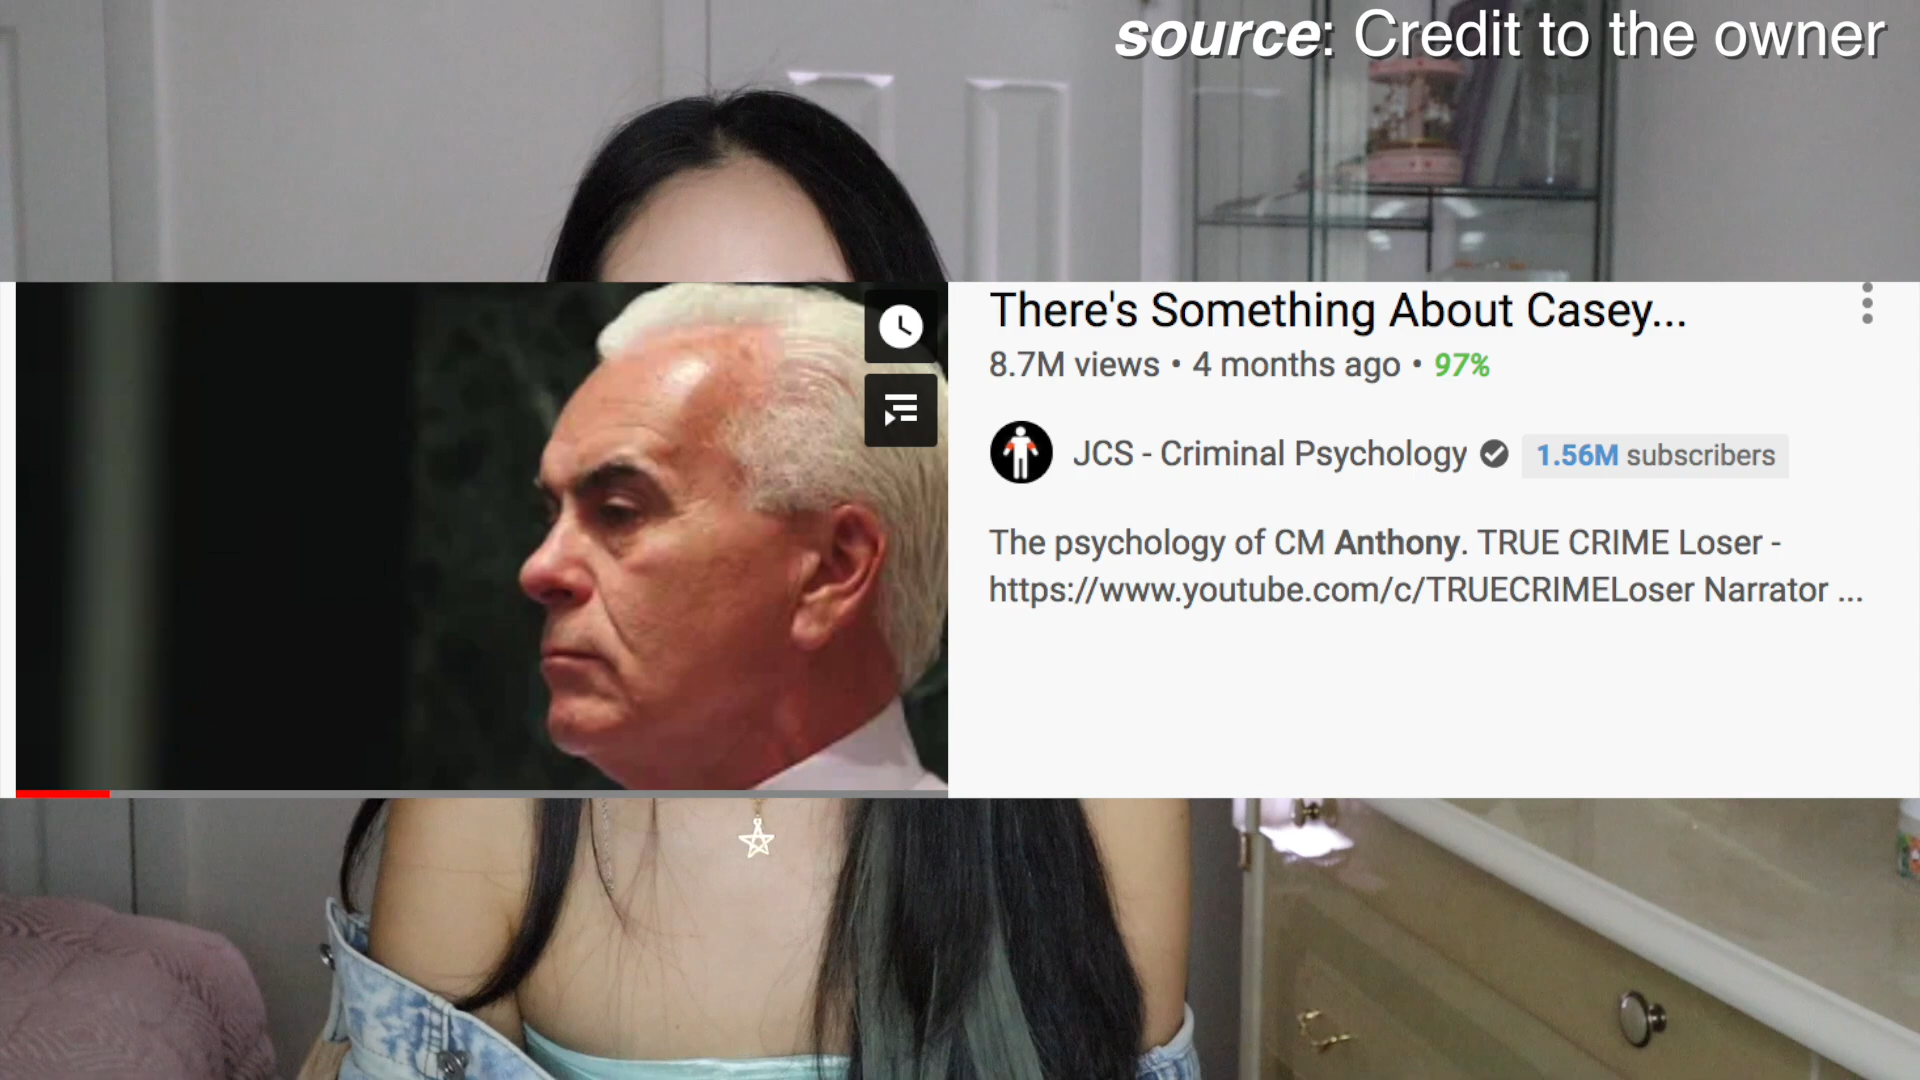 source: Credit to the owner
There's Something About Casey...
8.7M views • 4 months ago • 97%
JCS - Criminal Psychology 1.56M subscribers
The psychology of CM Anthony. TRUE CRIME Loser -
https://www.youtube.com/c/TRUECRIMELoser Narrator ...